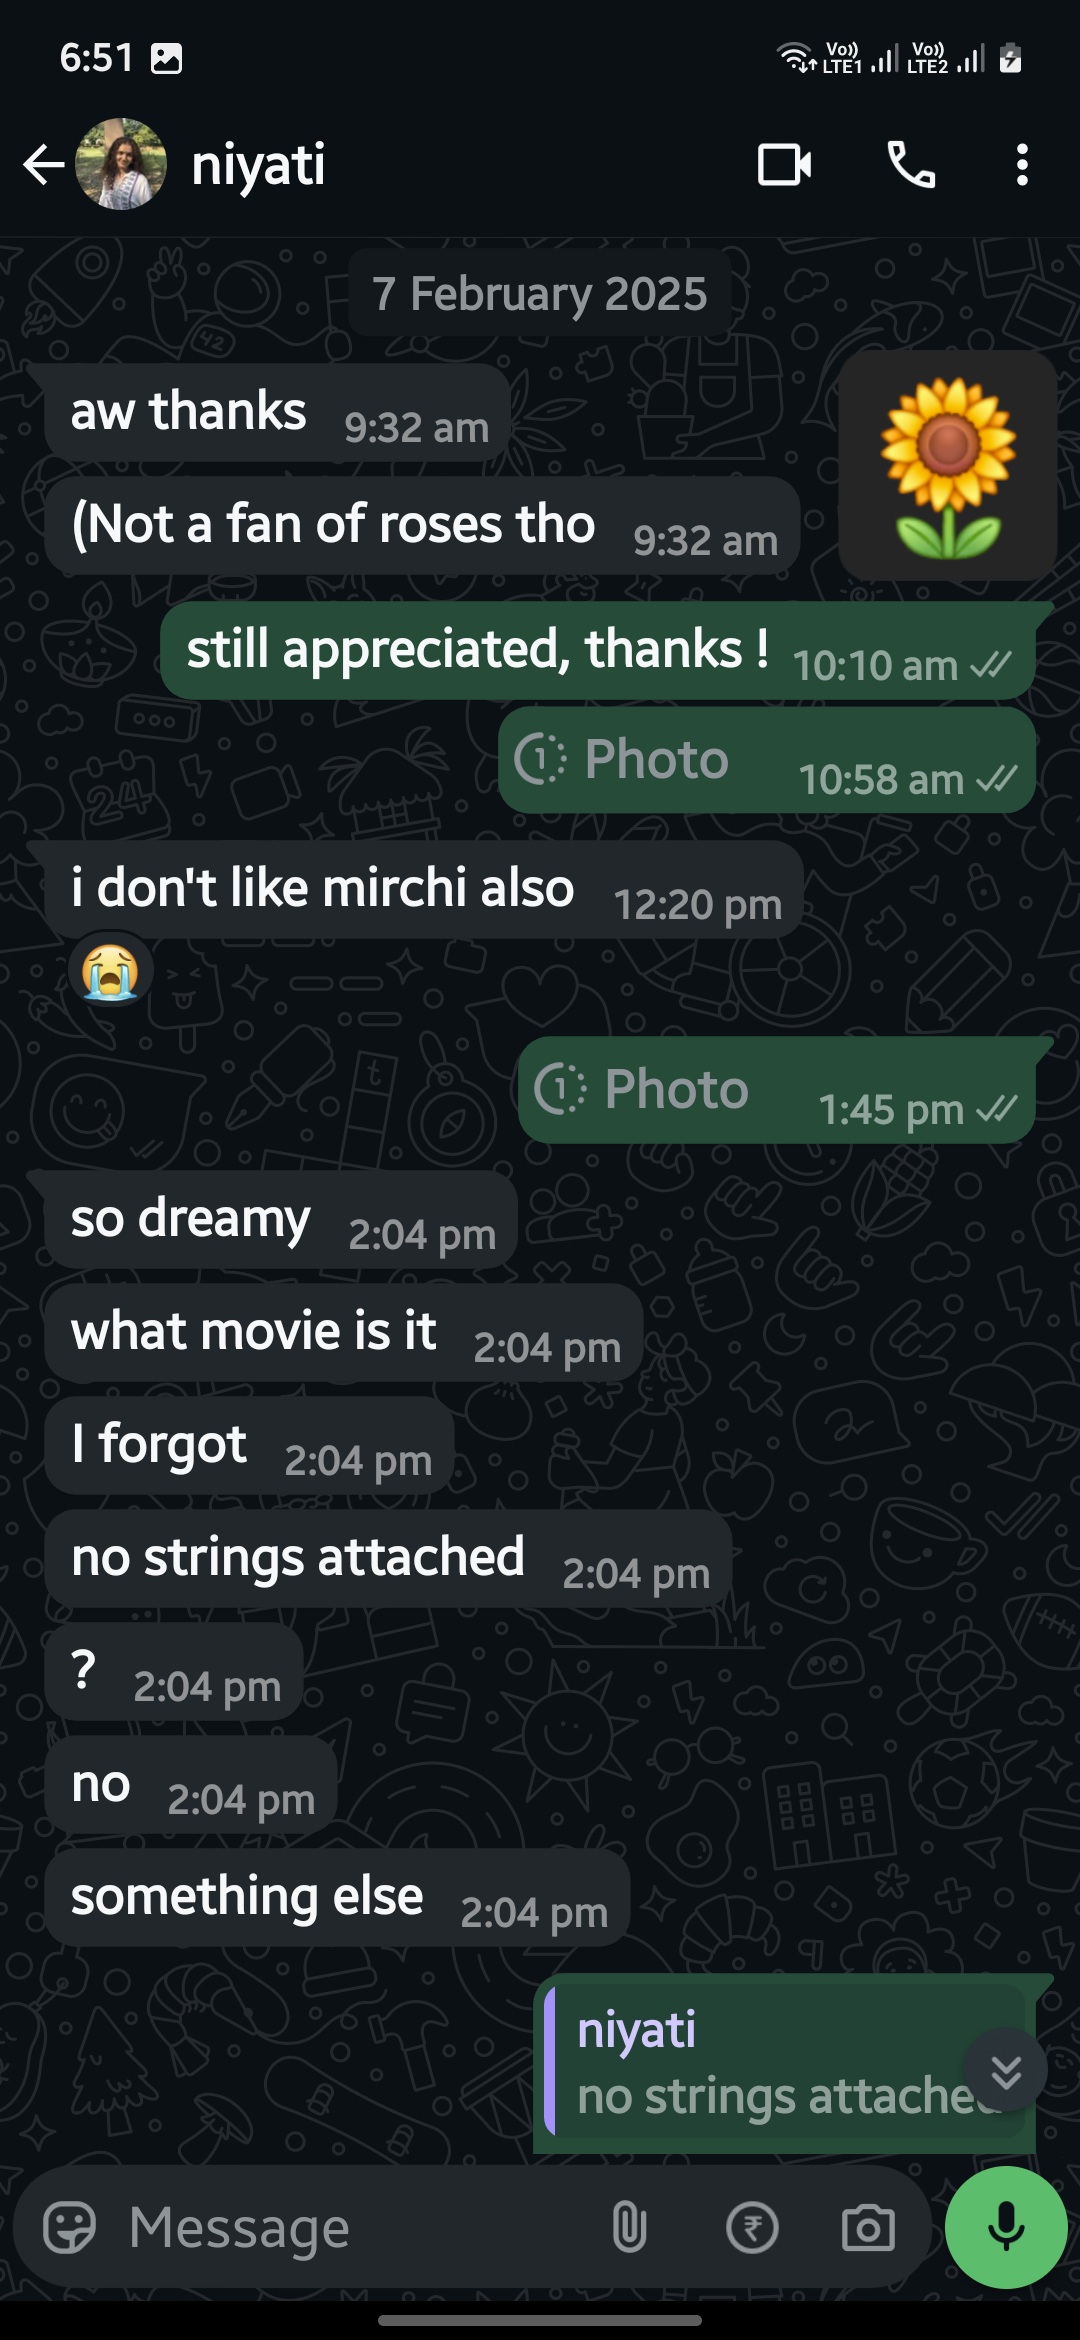 6:51
Vo)) LTE1 Vo)) LTE2
niyati
7 February 2025
aw thanks 9:32 am
(Not a fan of roses tho 9:32 am
still appreciated, thanks ! 10:10 am
1 Photo 10:58 am
i don't like mirchi also 12:20 pm
1 Photo 1:45 pm
so dreamy 2:04 pm
what movie is it 2:04 pm
I forgot 2:04 pm
no strings attached 2:04 pm
? 2:04 pm
no 2:04 pm
something else 2:04 pm
niyati
no strings attached
Message
₹